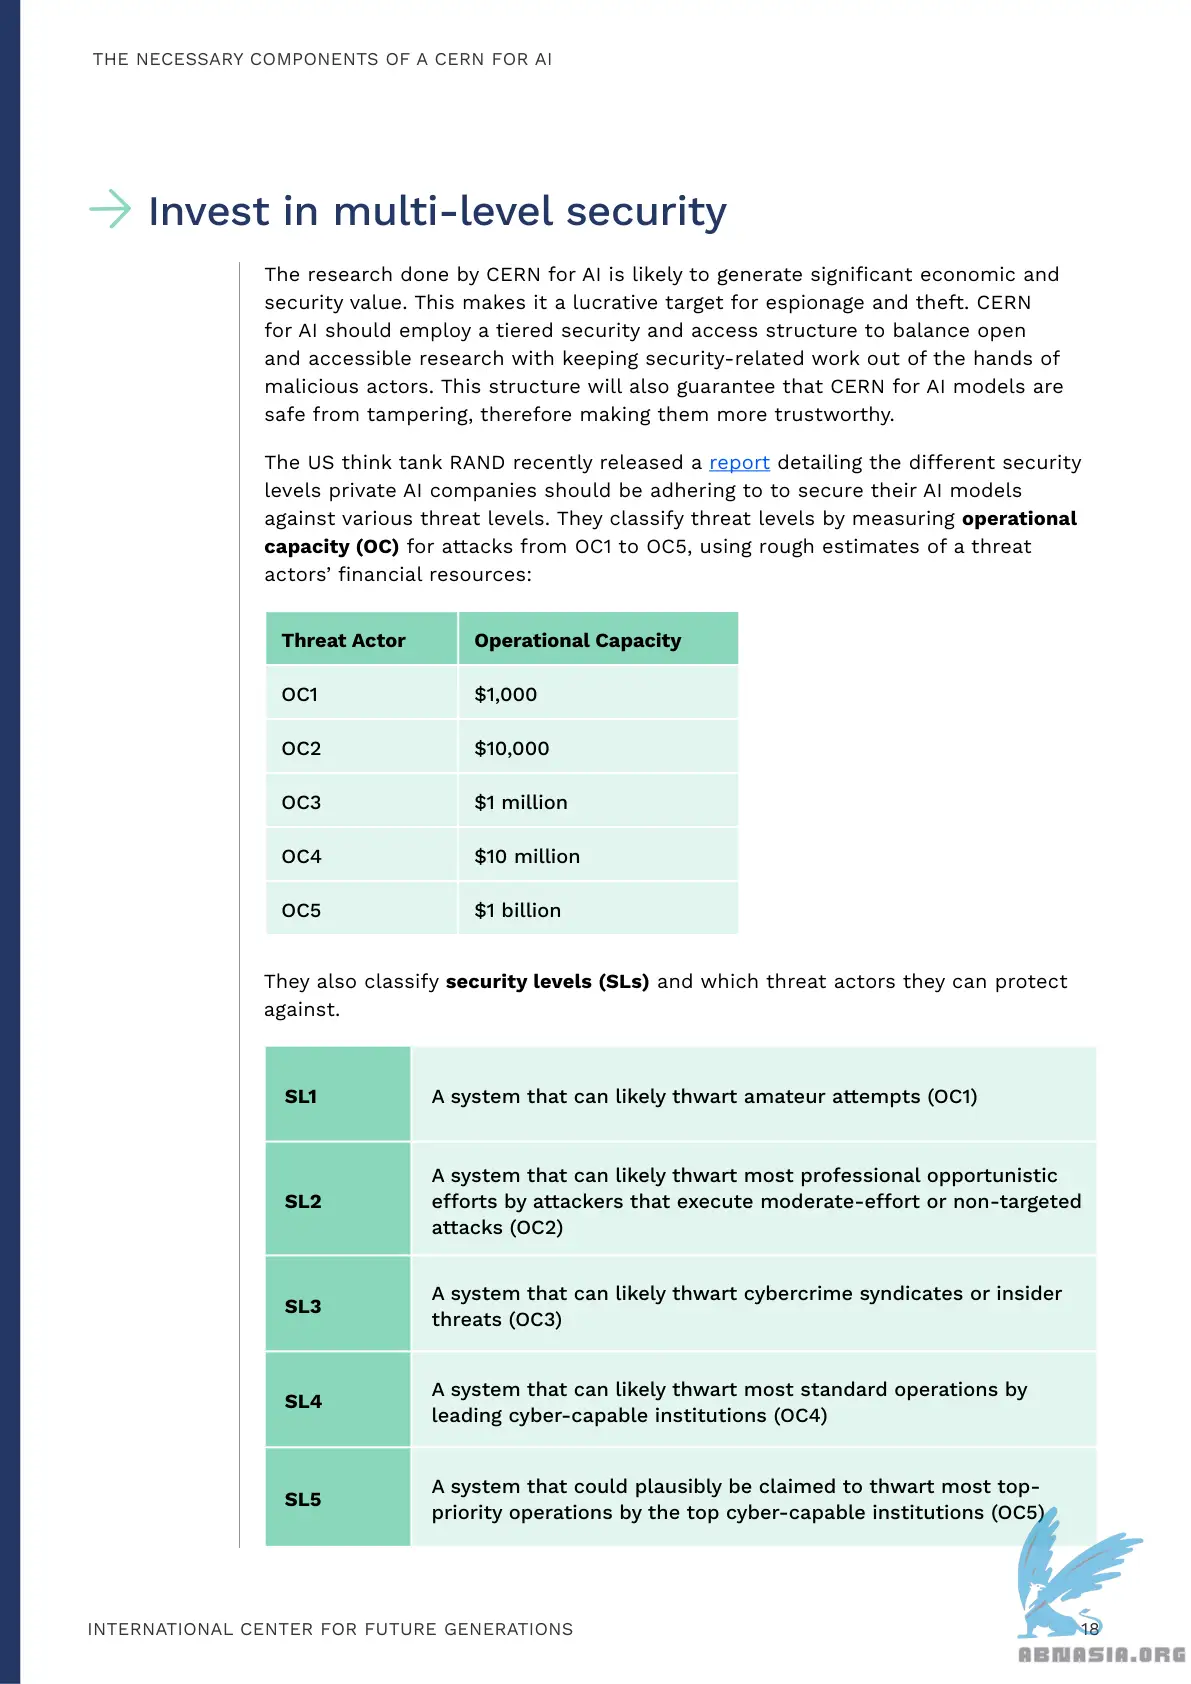 THE NECESSARY COMPONENTS OF A CERN FOR AI
Invest in multi-level security
The research done by CERN for AI is likely to generate significant economic and
security value. This makes it a lucrative target for espionage and theft. CERN
for AI should employ a tiered security and access structure to balance open
and accessible research with keeping security-related work out of the hands of
malicious actors. This structure will also guarantee that CERN for AI models are
safe from tampering, therefore making them more trustworthy.
The US think tank RAND recently released a report detailing the different security
levels private AI companies should be adhering to to secure their AI models
against various threat levels. They classify threat levels by measuring operational
capacity (OC) for attacks from OC1 to OC5, using rough estimates of a threat
actors’ financial resources:
Threat Actor Operational Capacity
OC1 $1,000
OC2 $10,000
OC3 $1 million
OC4 $10 million
OC5 $1 billion
They also classify security levels (SLs) and which threat actors they can protect
against.
SL1 A system that can likely thwart amateur attempts (OC1)
A system that can likely thwart most professional opportunistic
SL2 efforts by attackers that execute moderate-effort or non-targeted
attacks (OC2)
SL3 A system that can likely thwart cybercrime syndicates or insider
threats (OC3)
SL4 A system that can likely thwart most standard operations by
leading cyber-capable institutions (OC4)
SL5 A system that could plausibly be claimed to thwart most top-
priority operations by the top cyber-capable institutions (OC5)
INTERNATIONAL CENTER FOR FUTURE GENERATIONS 18
ABNASIA.ORG